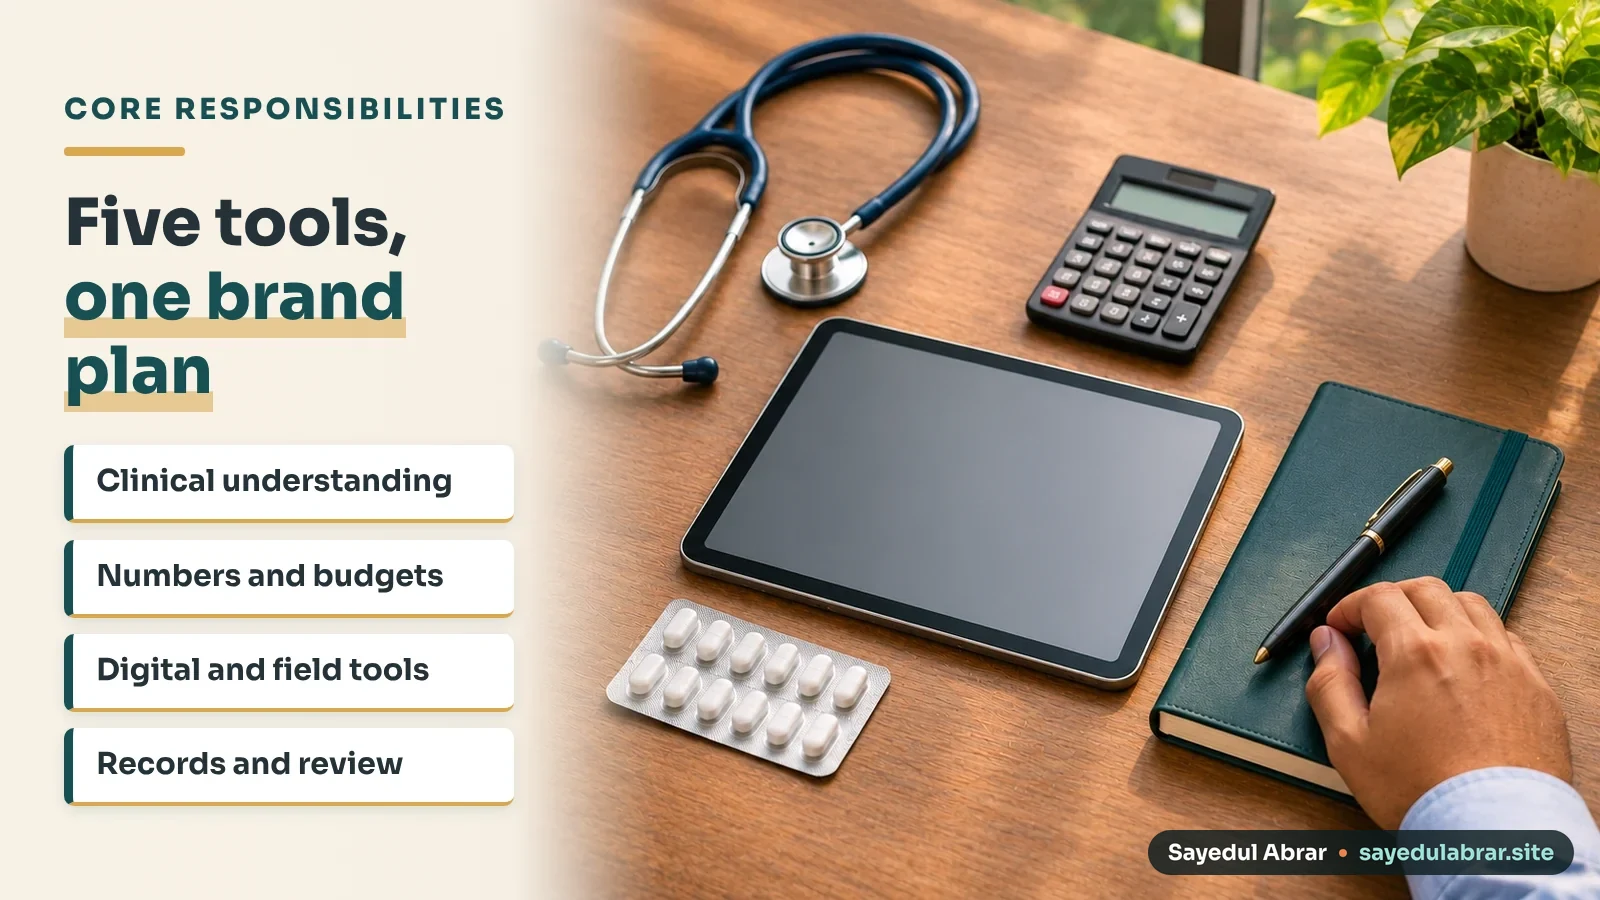 CORE RESPONSIBILITIES
Five tools,
one brand
plan
Clinical understanding
Numbers and budgets
Digital and field tools
Records and review
Sayedul Abrar • sayedulabrar.site